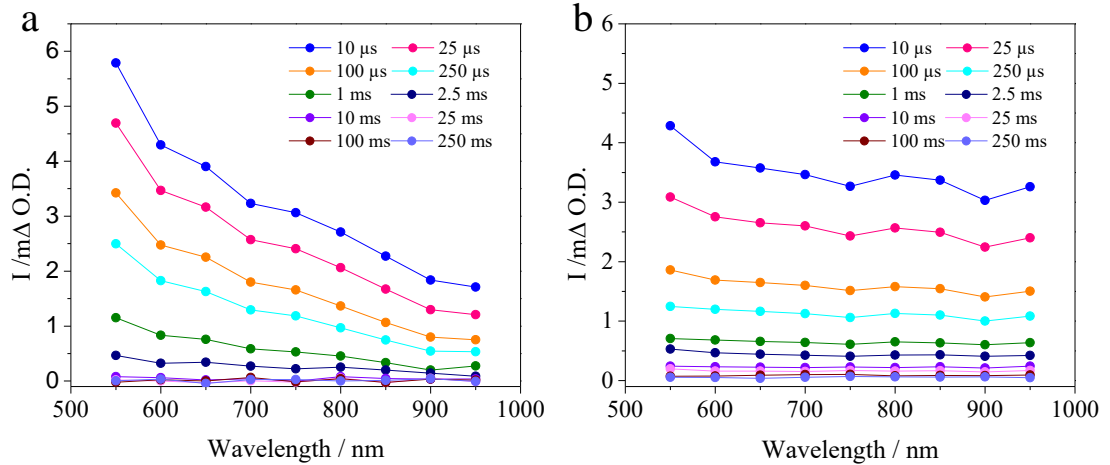 a
I /mΔ O.D.
6
5
4
3
2
1
0
10 µs
25 µs
100 µs
250 µs
1 ms
2.5 ms
10 ms
25 ms
100 ms
250 ms
500 600 700 800 900 1000
Wavelength / nm
b
I /mΔ O.D.
6
5
4
3
2
1
0
10 µs
25 µs
100 µs
250 µs
1 ms
2.5 ms
10 ms
25 ms
100 ms
250 ms
500 600 700 800 900 1000
Wavelength / nm